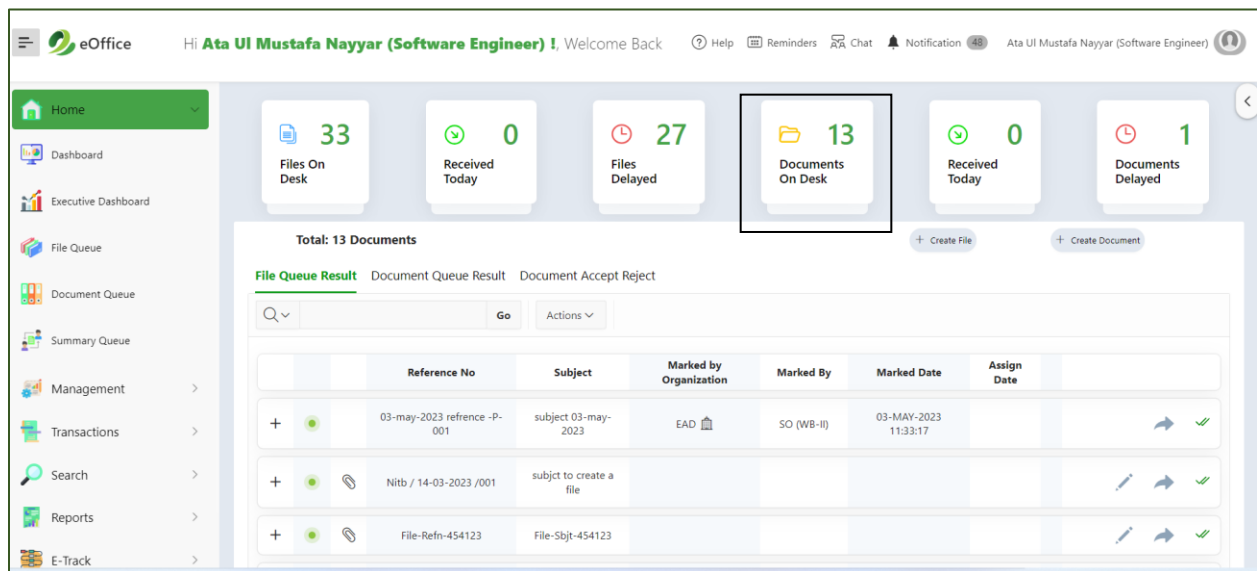 eOffice
Hi Ata Ul Mustafa Nayyar (Software Engineer) !, Welcome Back
Help
Reminders
Chat
Notification 48
Ata Ul Mustafa Nayyar (Software Engineer)
Home
Dashboard
Executive Dashboard
File Queue
Document Queue
Summary Queue
Management
Transactions
Search
Reports
E-Track
33
Files On
Desk
0
Received
Today
27
Files
Delayed
13
Documents
On Desk
0
Received
Today
1
Documents
Delayed
Total: 13 Documents
+ Create File
+ Create Document
File Queue Result Document Queue Result Document Accept Reject
Go
Actions
Reference No Subject Marked by Organization Marked By Marked Date Assign Date
03-may-2023 refrence -P-001 subject 03-may-2023 EAD SO (WB-II) 03-MAY-2023 11:33:17
Nitb / 14-03-2023 /001 subjct to create a file
File-Refn-454123 File-Sbjt-454123